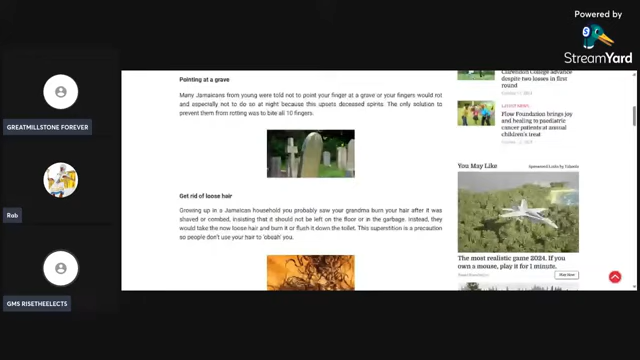 Powered by
StreamYard
GREATMILLSTONE FOREVER
Rob
GMS RISETHEELECTS
Pointing at a grave
Many Jamaicans from young were told not to point your finger at a grave or your fingers would rot
and especially not to do so at night because this upsets deceased spirits. The only solution to
prevent them from rotting was to bite all 10 fingers.
Get rid of loose hair
Growing up in a Jamaican household you probably saw your grandma burn your hair after it was
shaved or combed, insisting that it should not be left on the floor or in the garbage. Instead, they
would take the now loose hair and burn it or flush it down the toilet. This superstition is a precaution
so people don't use your hair to 'obeah' you.
Clarendon College advance
despite two losses in first
round
LATEST NEWS
Flow Foundation brings joy
and healing to paediatric
cancer patients at annual
children's treat
You May Like
Sponsored Links by Taboola
The most realistic game 2024. If you
own a mouse, play it for 1 minute.
Play Now